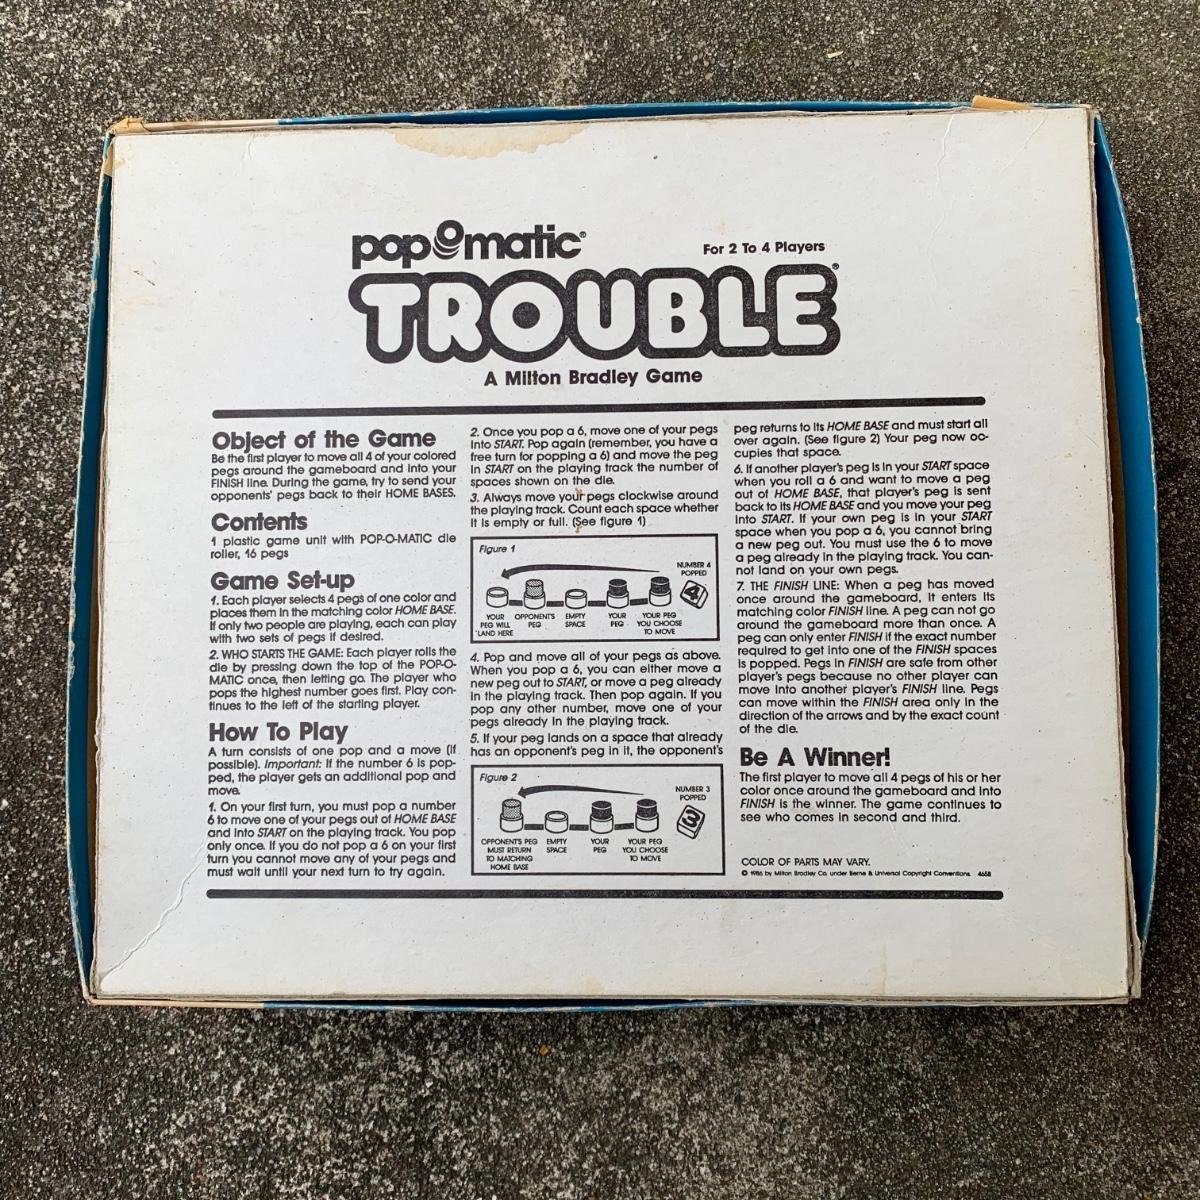 pop-o-matic®
For 2 To 4 Players
TROUBLE®
A Milton Bradley Game
Object of the Game
Be the first player to move all 4 of your colored
pegs around the gameboard and into your
FINISH line. During the game, try to send your
opponents' pegs back to their HOME BASES.
Contents
1 plastic game unit with POP-O-MATIC die
roller, 16 pegs
Game Set-up
1. Each player selects 4 pegs of one color and
places them in the matching color HOME BASE.
If only two people are playing, each can play
with two sets of pegs if desired.
2. WHO STARTS THE GAME: Each player rolls the
die by pressing down the top of the POP-O-
MATIC once, then letting go. The player who
pops the highest number goes first. Play con-
tinues to the left of the starting player.
How To Play
A turn consists of one pop and a move (if
possible). Important: If the number 6 is pop-
ped, the player gets an additional pop and
move.
1. On your first turn, you must pop a number
6 to move one of your pegs out of HOME BASE
and into START on the playing track. You pop
only once. If you do not pop a 6 on your first
turn you cannot move any of your pegs and
must wait until your next turn to try again.
2. Once you pop a 6, move one of your pegs
into START. Pop again (remember, you have a
free turn for popping a 6) and move the peg
in START on the playing track the number of
spaces shown on the die.
3. Always move your pegs clockwise around
the playing track. Count each space whether
it is empty or full. (See figure 1)
Figure 1
NUMBER 4
POPPED
4
YOUR
PEG WILL
LAND HERE
OPPONENT'S
PEG
EMPTY
SPACE
YOUR
PEG
YOUR PEG
YOU CHOOSE
TO MOVE
4. Pop and move all of your pegs as above.
When you pop a 6, you can either move a
new peg out to START, or move a peg already
in the playing track. Then pop again. If you
pop any other number, move one of your
pegs already in the playing track.
5. If your peg lands on a space that already
has an opponent's peg in it, the opponent's
Figure 2
NUMBER 3
POPPED
3
OPPONENT'S PEG
MUST RETURN
TO MATCHING
HOME BASE
EMPTY
SPACE
YOUR
PEG
YOUR PEG
YOU CHOOSE
TO MOVE
peg returns to its HOME BASE and must start all
over again. (See figure 2) Your peg now oc-
cupies that space.
6. If another player's peg is in your START space
when you roll a 6 and want to move a peg
out of HOME BASE, that player's peg is sent
back to its HOME BASE and you move your peg
into START. If your own peg is in your START
space when you pop a 6, you cannot bring
a new peg out. You must use the 6 to move
a peg already in the playing track. You can-
not land on your own pegs.
7. THE FINISH LINE: When a peg has moved
once around the gameboard, it enters its
matching color FINISH line. A peg can not go
around the gameboard more than once. A
peg can only enter FINISH if the exact number
required to get into one of the FINISH spaces
is popped. Pegs in FINISH are safe from other
player's pegs because no other player can
move into another player's FINISH line. Pegs
can move within the FINISH area only in the
direction of the arrows and by the exact count
of the die.
Be A Winner!
The first player to move all 4 pegs of his or her
color once around the gameboard and into
FINISH is the winner. The game continues to
see who comes in second and third.
COLOR OF PARTS MAY VARY.
© 1986 by Milton Bradley Co. under Berne & Universal Copyright Conventions 4658